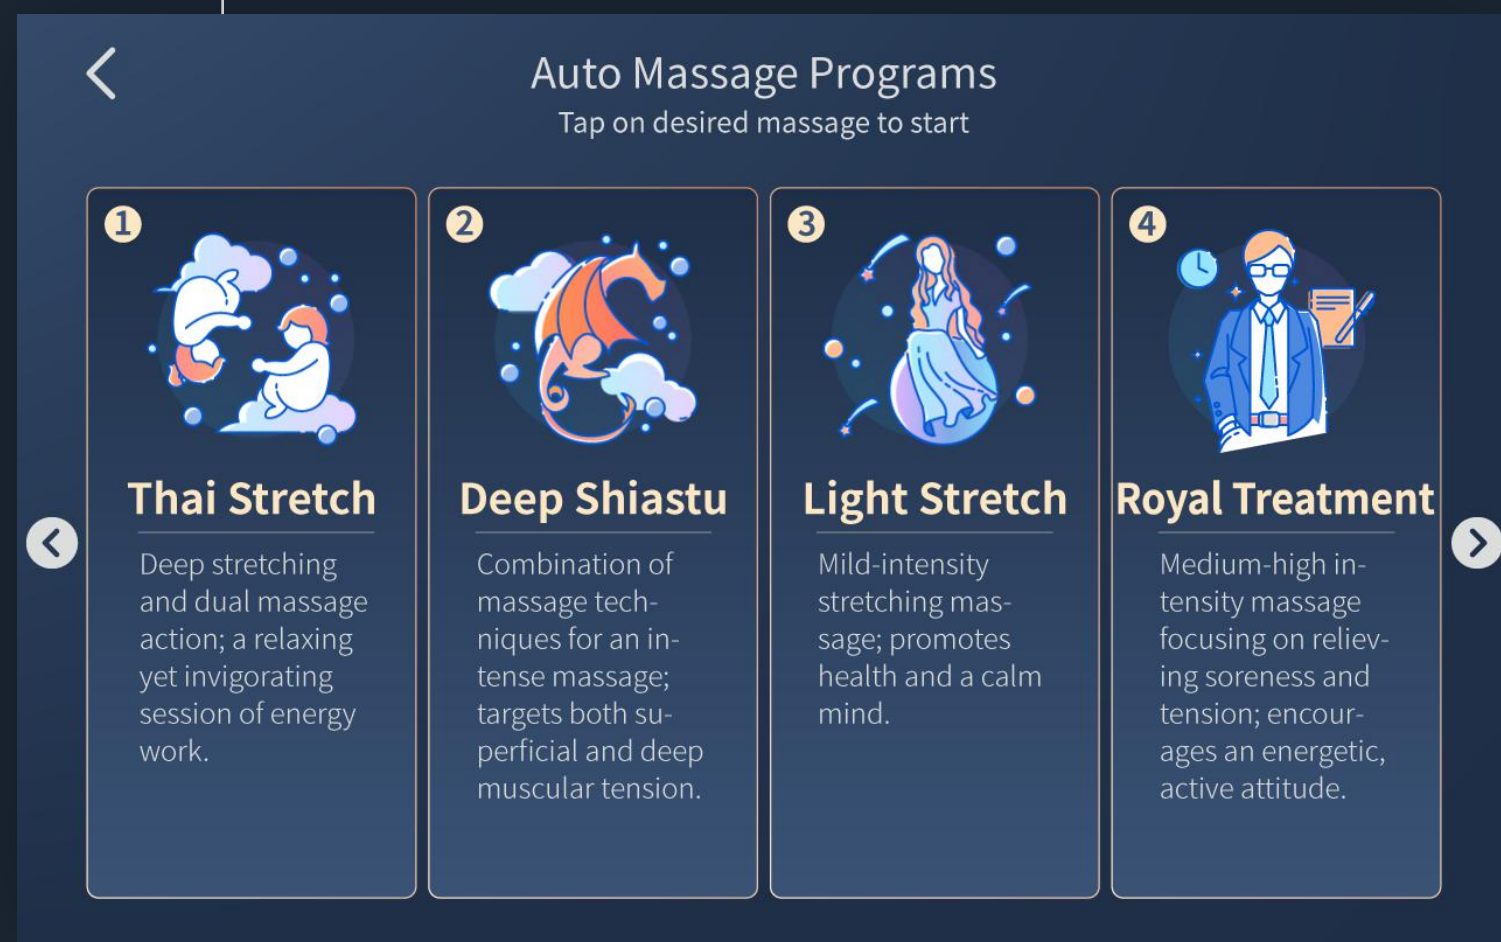 Auto Massage Programs
Tap on desired massage to start
1
Thai Stretch
Deep stretching
and dual massage
action; a relaxing
yet invigorating
session of energy
work.
2
Deep Shiastu
Combination of
massage tech-
niques for an in-
tense massage;
targets both su-
perficial and deep
muscular tension.
3
Light Stretch
Mild-intensity
stretching mas-
sage; promotes
health and a calm
mind.
4
Royal Treatment
Medium-high in-
tensity massage
focusing on reliev-
ing soreness and
tension; encour-
ages an energetic,
active attitude.